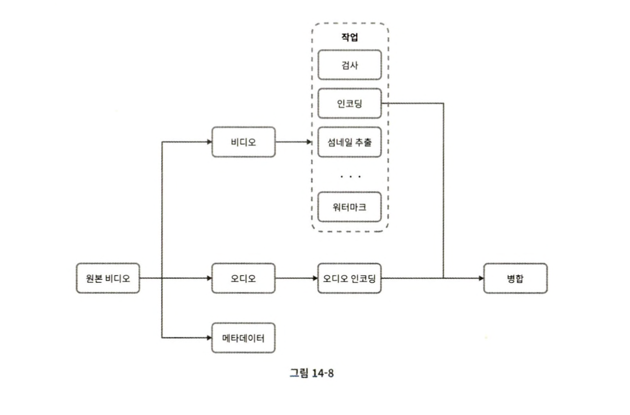 작업
검사
인코딩
비디오
섬네일 추출
...
워터마크
원본 비디오
오디오
오디오 인코딩
병합
메타데이터
그림 14-8